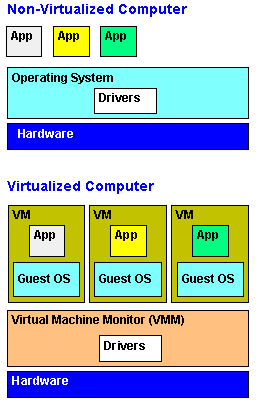 Non-Virtualized Computer
App App App
Operating System
Drivers
Hardware
Virtualized Computer
VM VM VM
App App App
Guest OS Guest OS Guest OS
Virtual Machine Monitor (VMM)
Drivers
Hardware